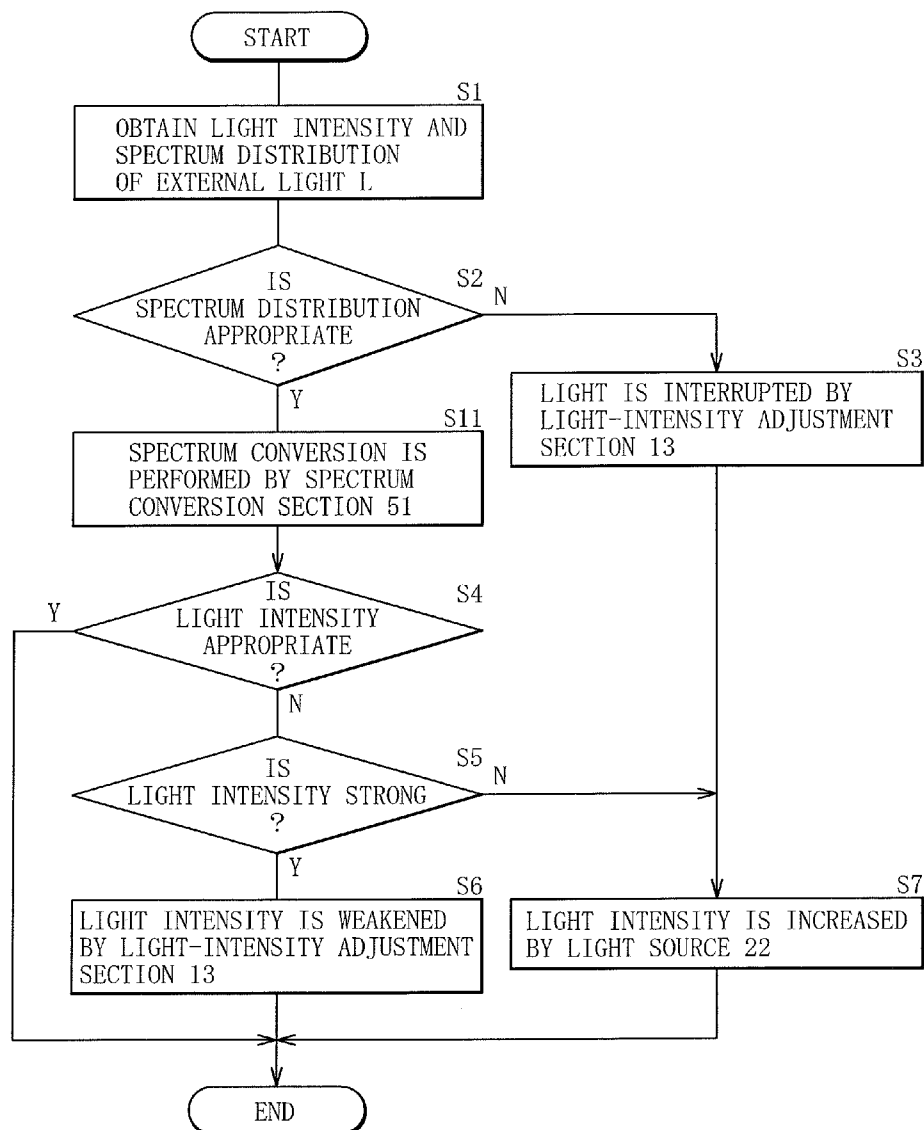 START
S1
OBTAIN LIGHT INTENSITY AND
SPECTRUM DISTRIBUTION
OF EXTERNAL LIGHT L
S2
IS
SPECTRUM DISTRIBUTION
APPROPRIATE
?
N
Y
S3
LIGHT IS INTERRUPTED BY
LIGHT-INTENSITY ADJUSTMENT
SECTION 13
S11
SPECTRUM CONVERSION IS
PERFORMED BY SPECTRUM
CONVERSION SECTION 51
S4
IS
LIGHT INTENSITY
APPROPRIATE
?
Y
N
S5
IS
LIGHT INTENSITY STRONG
?
N
Y
S6
LIGHT INTENSITY IS WEAKENED
BY LIGHT-INTENSITY ADJUSTMENT
SECTION 13
S7
LIGHT INTENSITY IS INCREASED
BY LIGHT SOURCE 22
END